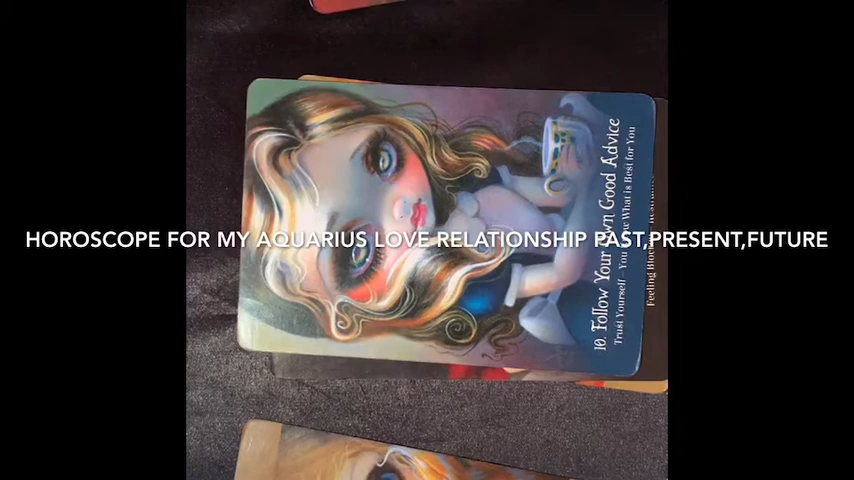 HOROSCOPE FOR MY AQUARIUS LOVE RELATIONSHIP PAST,PRESENT,FUTURE
10. Follow Your Own Good Advice
Trust Yourself – You Know What is Best for You
Feeling